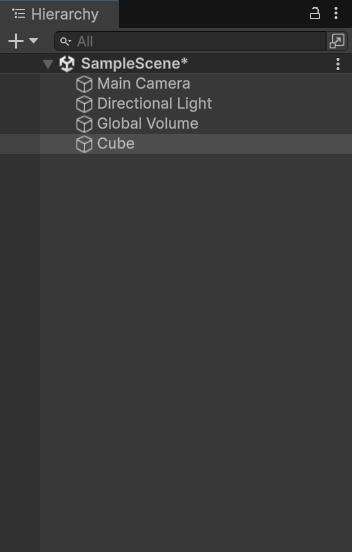 Hierarchy
All
SampleScene*
Main Camera
Directional Light
Global Volume
Cube